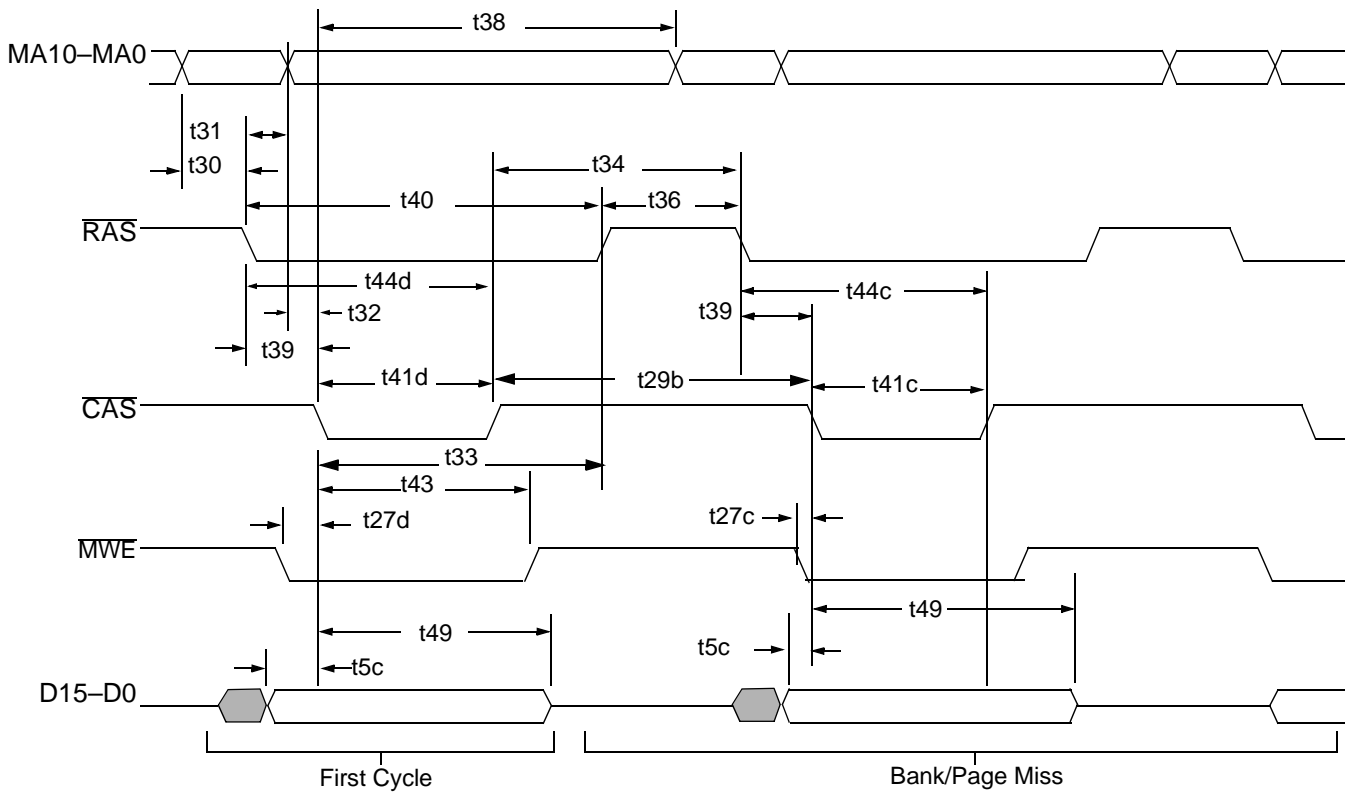 t38
MA10–MA0
t31
t30
t34
t40
t36
RAS
t44d
t44c
t32
t39
t39
t41d
t29b
t41c
CAS
t33
t43
t27d
t27c
MWE
t49
t49
t5c
t5c
D15–D0
First Cycle
Bank/Page Miss